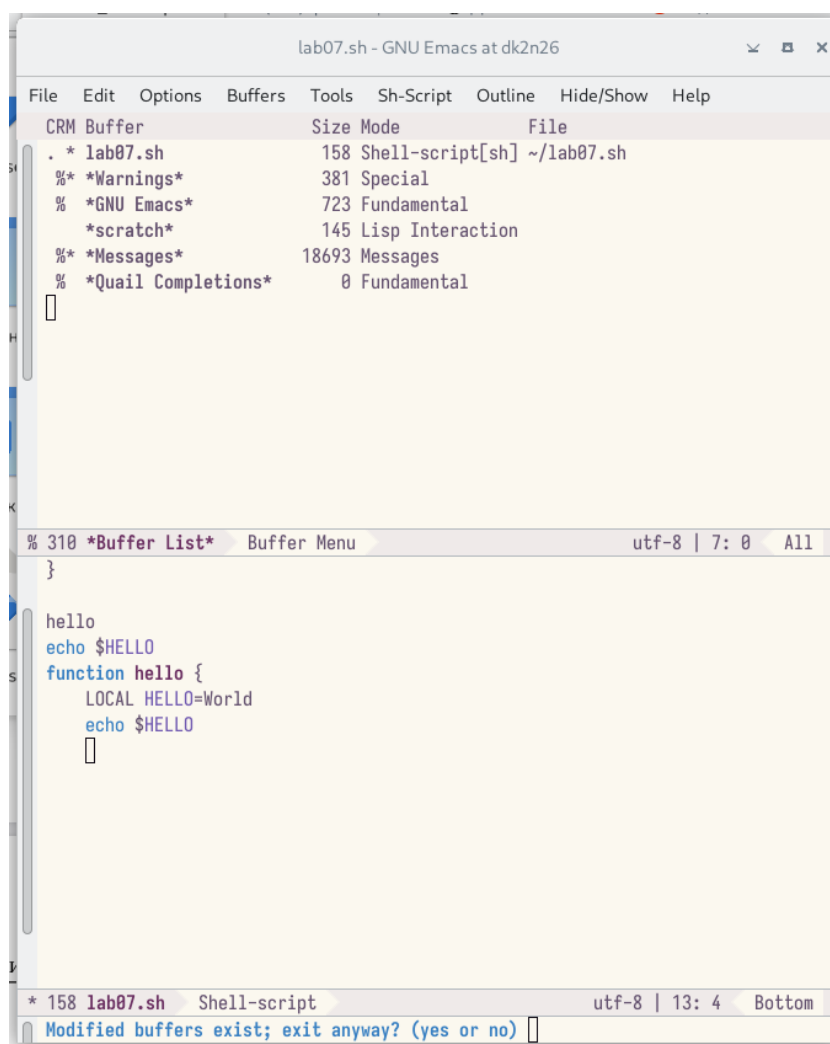 lab07.sh - GNU Emacs at dk2n26
File Edit Options Buffers Tools Sh-Script Outline Hide/Show Help
CRM Buffer Size Mode File
. * lab07.sh 158 Shell-script[sh] ~/lab07.sh
%* *Warnings* 381 Special
% *GNU Emacs* 723 Fundamental
*scratch* 145 Lisp Interaction
%* *Messages* 18693 Messages
% *Quail Completions* 0 Fundamental
% 310 *Buffer List* Buffer Menu utf-8 | 7: 0 All
}
hello
echo $HELLO
function hello {
LOCAL HELLO=World
echo $HELLO
* 158 lab07.sh Shell-script utf-8 | 13: 4 Bottom
Modified buffers exist; exit anyway? (yes or no)